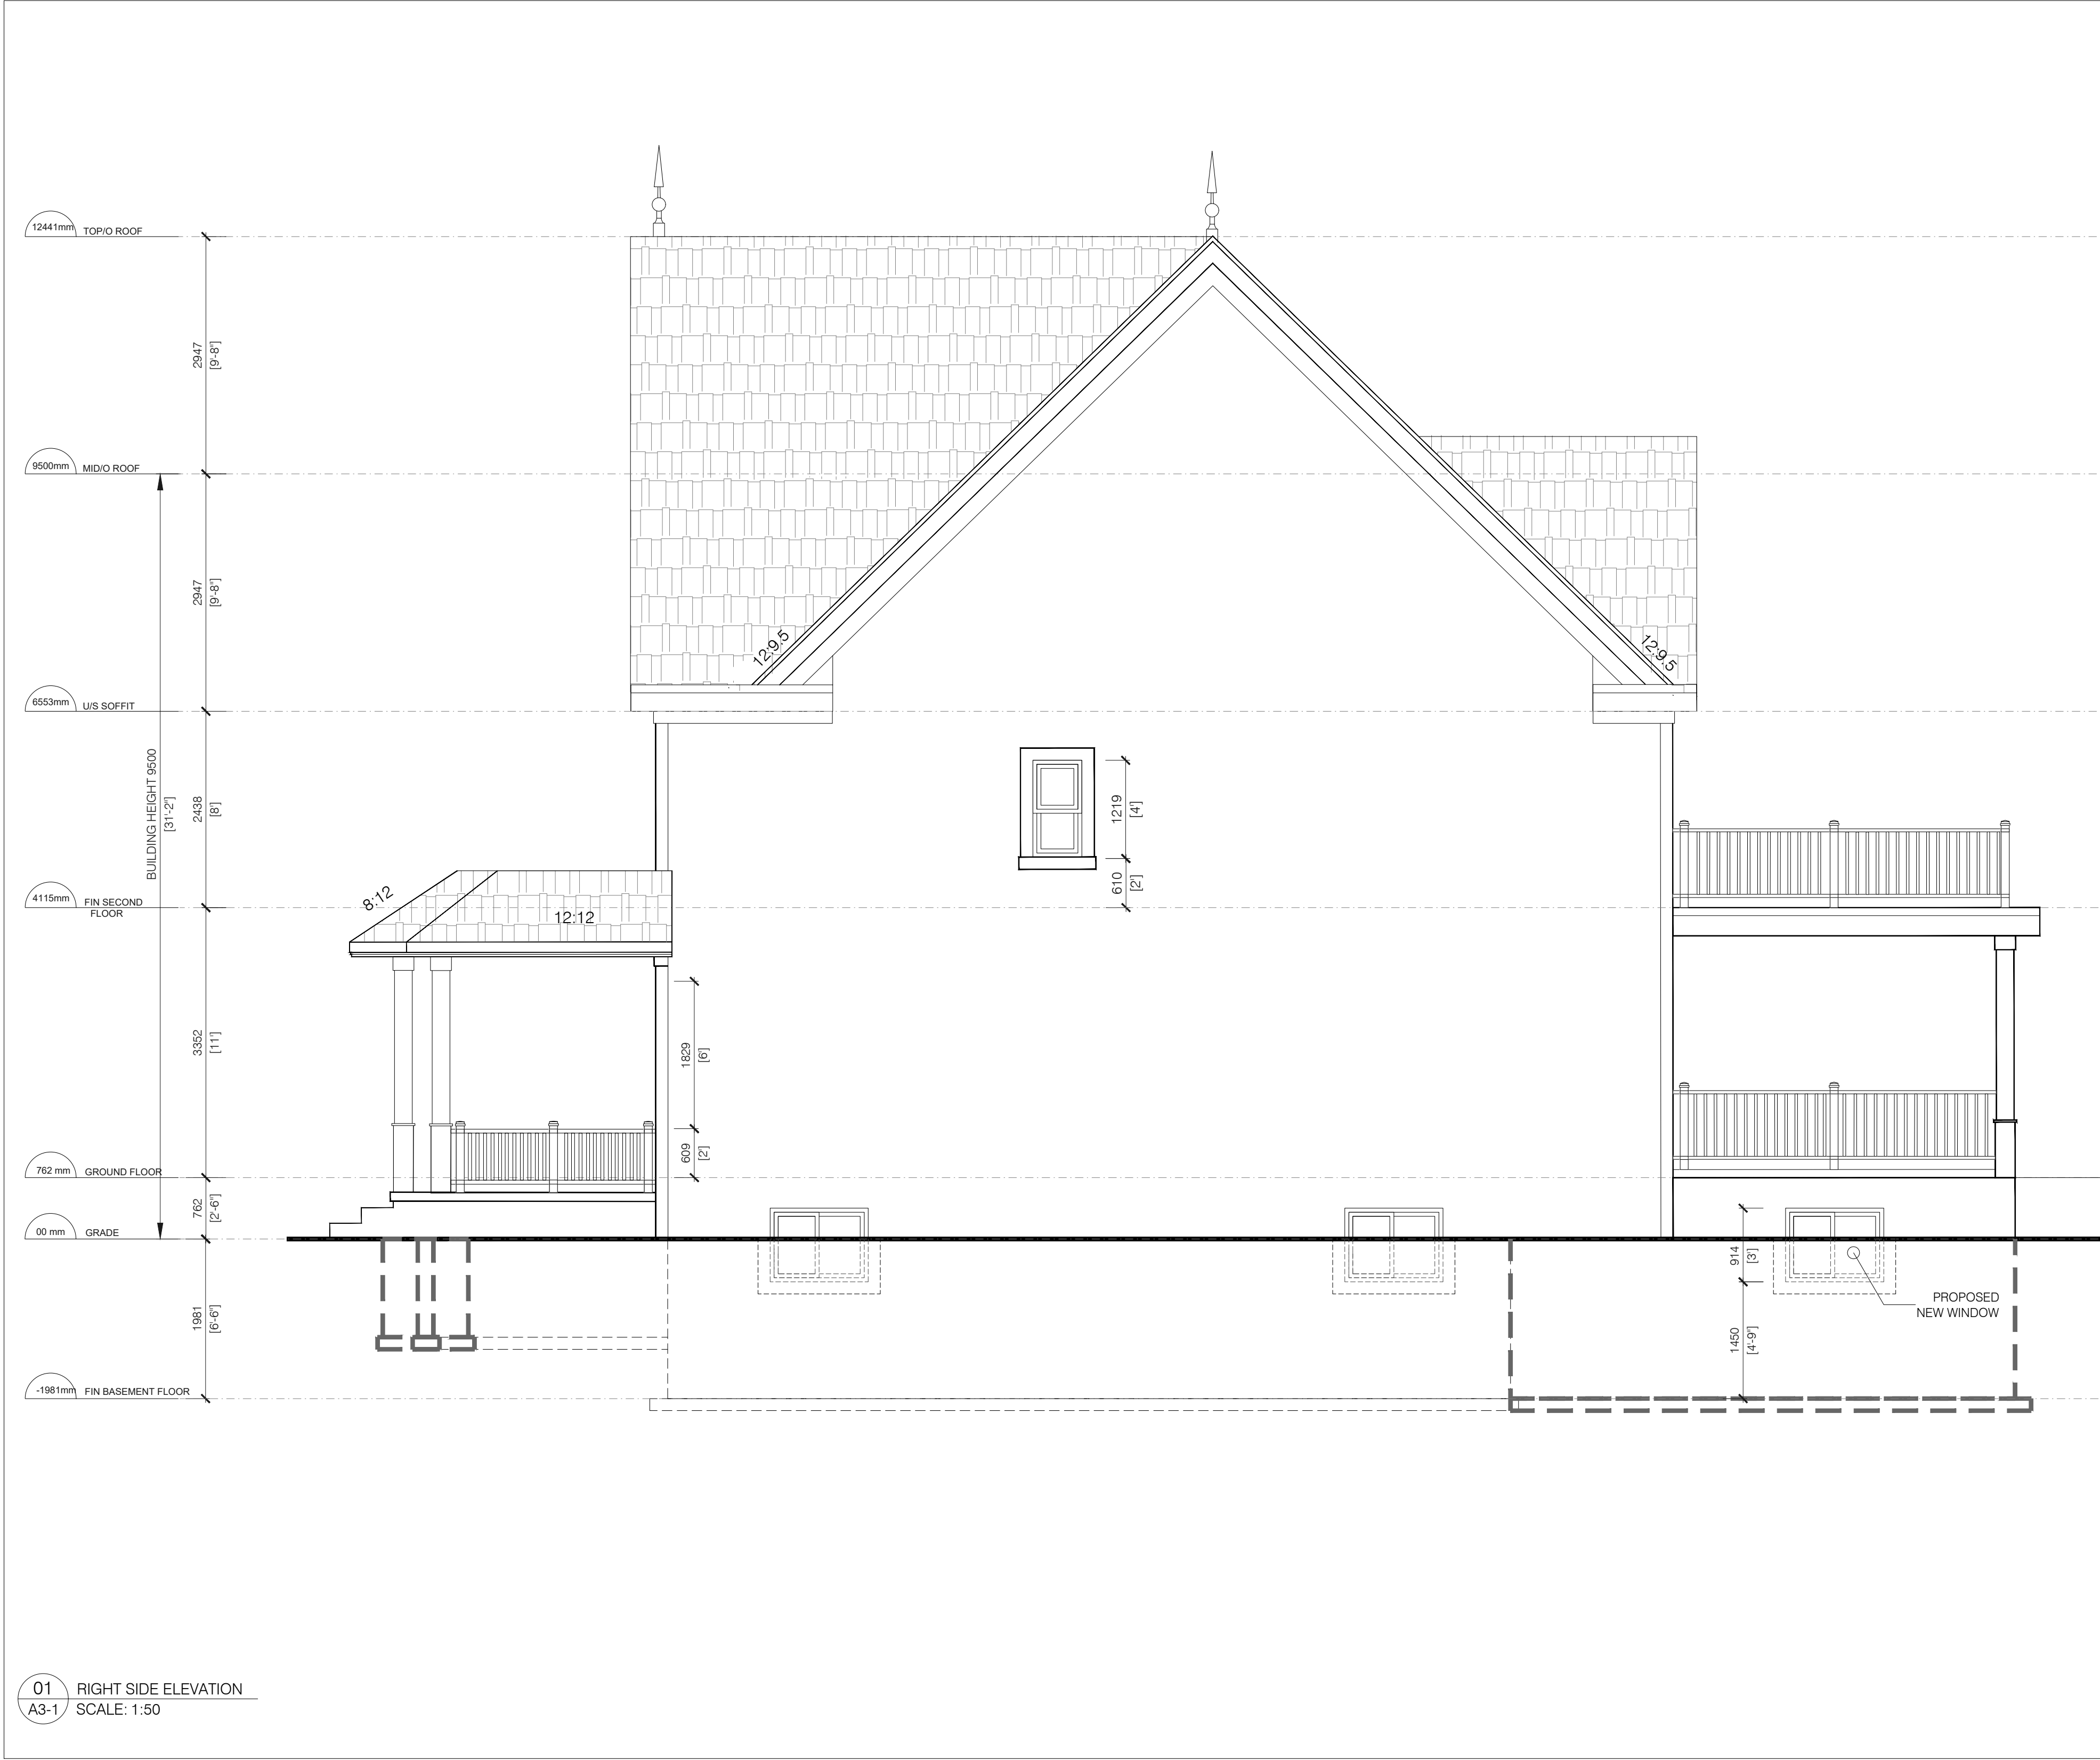 12441mm TOP/O ROOF
2947
[9'-8"]
9500mm MID/O ROOF
2947
[9'-8"]
12:9.5
12:9.5
6553mm U/S SOFFIT
BUILDING HEIGHT 9500
[31'-2"]
2438
[8']
1219
[4']
610
[2']
8:12
12:12
4115mm FIN SECOND
FLOOR
3352
[11']
1829
[6']
609
[2']
762 mm GROUND FLOOR
762
[2'-6"]
00 mm GRADE
914
[3']
1981
[6'-6"]
PROPOSED
NEW WINDOW
1450
[4'-9"]
-1981mm FIN BASEMENT FLOOR
01 RIGHT SIDE ELEVATION
A3-1 SCALE: 1:50